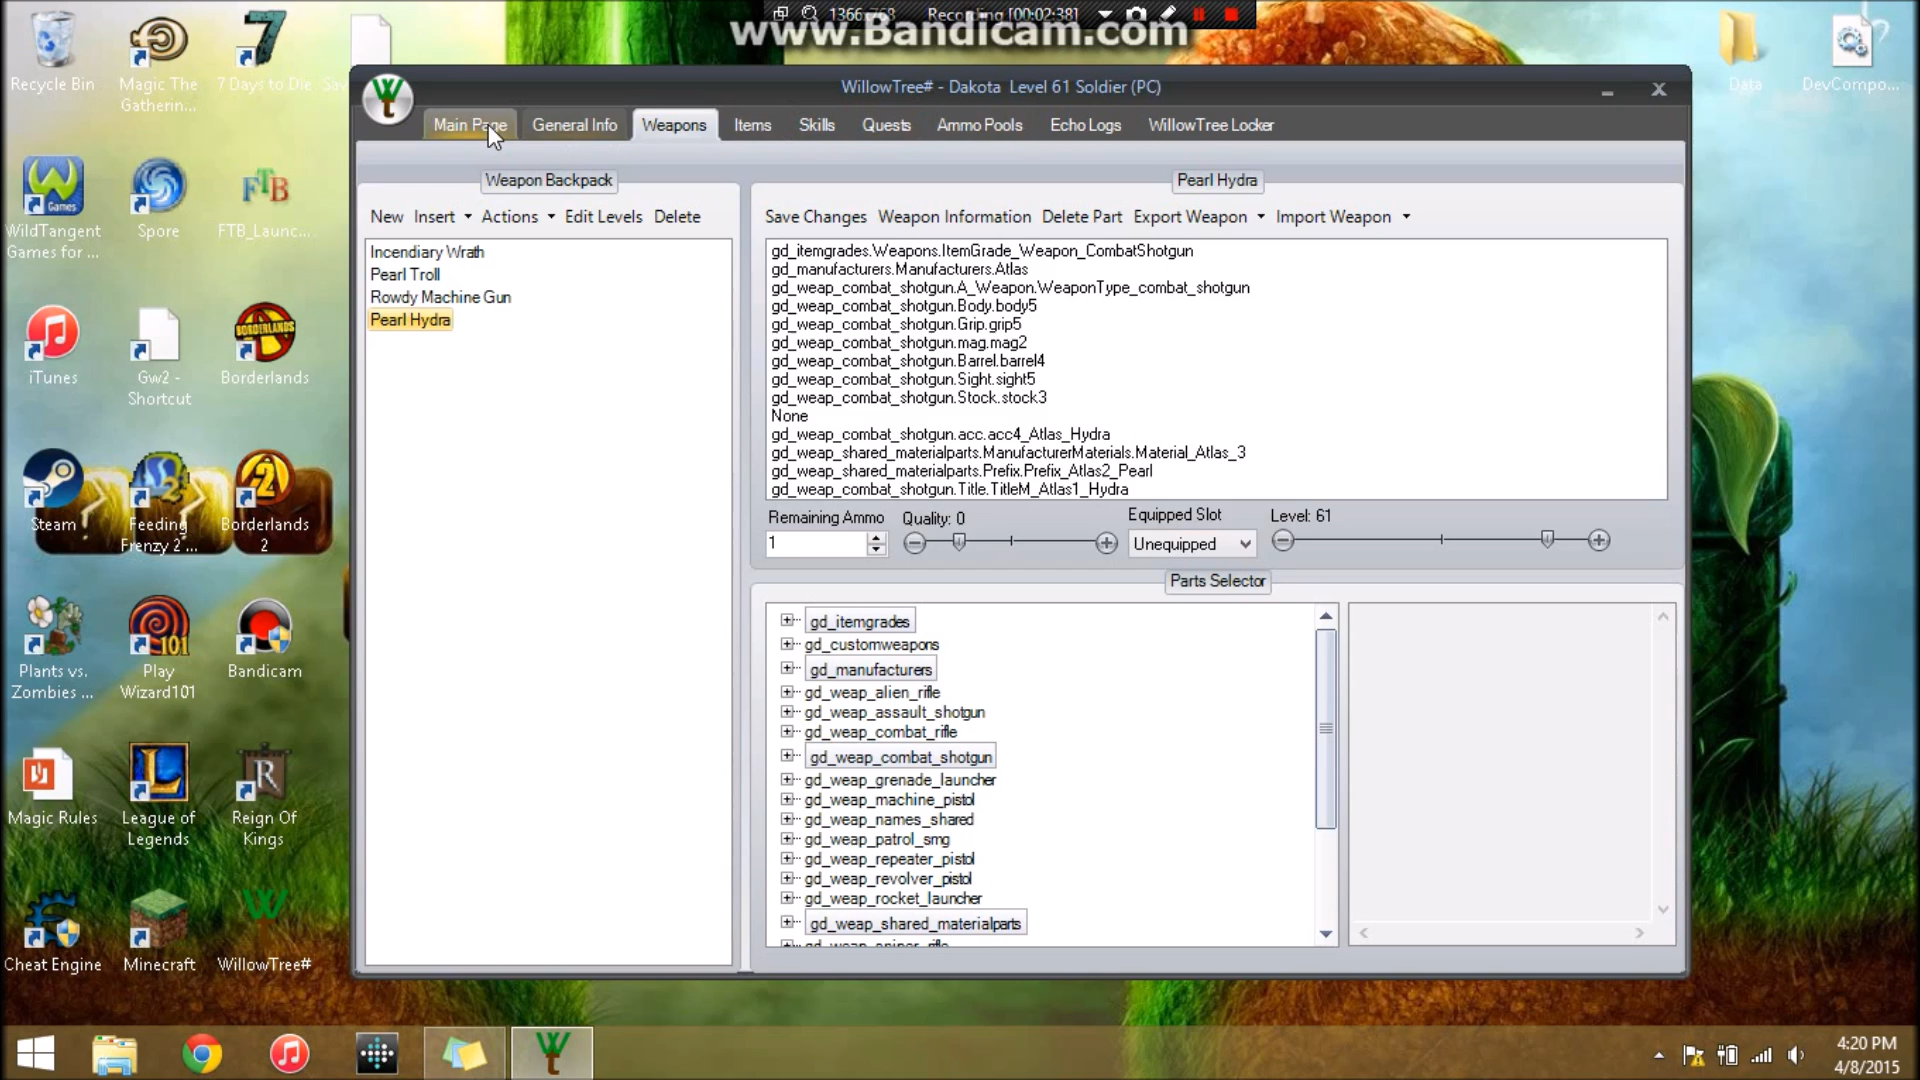 1366x768 Recording [00:02:38]
www.Bandicam.com
Recycle Bin
Magic The
Gatherin...
7 Days to Die
Data
DevCompo...
WildTangent
Games for ...
Spore
FTB_Launc...
iTunes
Gw2 -
Shortcut
Borderlands
Steam
Feeding
Frenzy 2 ...
Borderlands
2
Plants vs.
Zombies ...
Play
Wizard101
Bandicam
Magic Rules
League of
Legends
Reign Of
Kings
Cheat Engine
Minecraft
WillowTree#
WillowTree# - Dakota Level 61 Soldier (PC)
Main Page General Info Weapons Items Skills Quests Ammo Pools Echo Logs WillowTree Locker
Weapon Backpack
New Insert Actions Edit Levels Delete
Incendiary Wrath
Pearl Troll
Rowdy Machine Gun
Pearl Hydra
Pearl Hydra
Save Changes Weapon Information Delete Part Export Weapon Import Weapon
gd_itemgrades.Weapons.ItemGrade_Weapon_CombatShotgun
gd_manufacturers.Manufacturers.Atlas
gd_weap_combat_shotgun.A_Weapon.WeaponType_combat_shotgun
gd_weap_combat_shotgun.Body.body5
gd_weap_combat_shotgun.Grip.grip5
gd_weap_combat_shotgun.mag.mag2
gd_weap_combat_shotgun.Barrel.barrel4
gd_weap_combat_shotgun.Sight.sight5
gd_weap_combat_shotgun.Stock.stock3
None
gd_weap_combat_shotgun.acc.acc4_Atlas_Hydra
gd_weap_shared_materialparts.ManufacturerMaterials.Material_Atlas_3
gd_weap_shared_materialparts.Prefix.Prefix_Atlas2_Pearl
gd_weap_combat_shotgun.Title.TitleM_Atlas1_Hydra
Remaining Ammo Quality: 0 Equipped Slot Level: 61
1 Unequipped
Parts Selector
gd_itemgrades
gd_customweapons
gd_manufacturers
gd_weap_alien_rifle
gd_weap_assault_shotgun
gd_weap_combat_rifle
gd_weap_combat_shotgun
gd_weap_grenade_launcher
gd_weap_machine_pistol
gd_weap_names_shared
gd_weap_patrol_smg
gd_weap_repeater_pistol
gd_weap_revolver_pistol
gd_weap_rocket_launcher
gd_weap_shared_materialparts
gd_weap_sniper_rifle
4:20 PM
4/8/2015